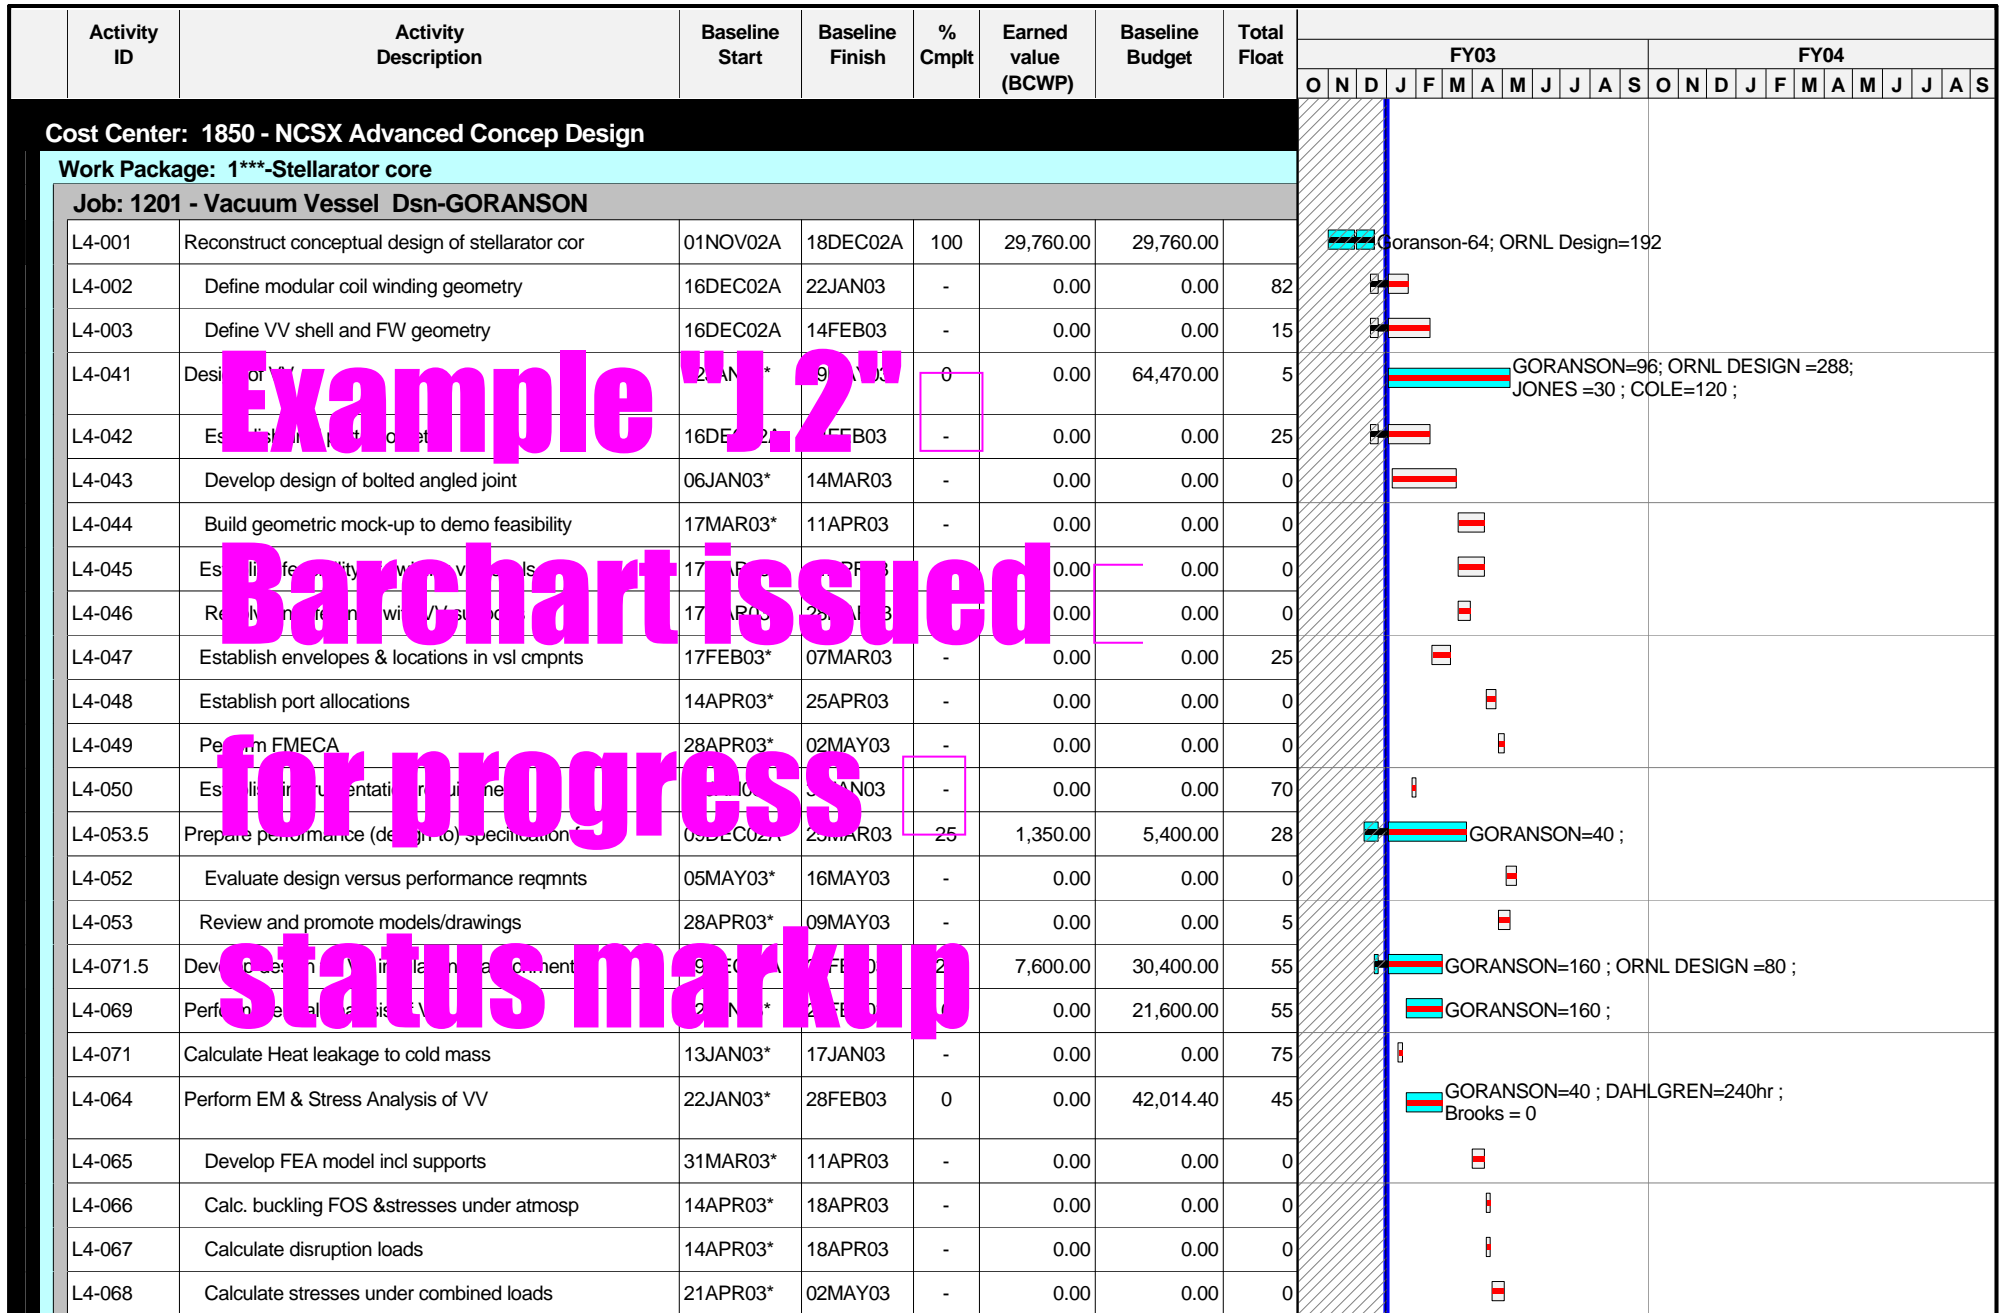 Activity ID Activity Description Baseline Start Baseline Finish % Cmplt Earned value (BCWP) Baseline Budget Total Float
FY03 FY04
O N D J F M A M J J A S O N D J F M A M J J A S
Cost Center: 1850 - NCSX Advanced Concep Design
Work Package: 1***-Stellarator core
Job: 1201 - Vacuum Vessel Dsn-GORANSON
L4-001 Reconstruct conceptual design of stellarator cor 01NOV02A 18DEC02A 100 29,760.00 29,760.00 Goranson-64; ORNL Design=192
L4-002 Define modular coil winding geometry 16DEC02A 22JAN03 - 0.00 0.00 82
L4-003 Define VV shell and FW geometry 16DEC02A 14FEB03 - 0.00 0.00 15
L4-041 of 0 0.00 64,470.00 5 GORANSON=96; ORNL DESIGN =288;
JONES =30 ; COLE=120 ;
Example "J.2"
L4-042 - 0.00 0.00 25
L4-043 Develop design of bolted angled joint 06JAN03* 14MAR03 - 0.00 0.00 0
L4-044 Build geometric mock-up to demo feasibility 17MAR03* 11APR03 - 0.00 0.00 0
L4-045 0.00 0.00 0
Barchart issued
L4-046 0.00 0.00 0
L4-047 Establish envelopes & locations in vsl cmpnts 17FEB03* 07MAR03 - 0.00 0.00 25
L4-048 Establish port allocations 14APR03* 25APR03 - 0.00 0.00 0
L4-049 FMECA 28APR03* 02MAY03 - 0.00 0.00 0
L4-050 - 0.00 0.00 70
for progress
L4-053.5 Prepare performance (design to) specification 09DEC02A 25 1,350.00 5,400.00 28 GORANSON=40 ;
L4-052 Evaluate design versus performance reqmnts 05MAY03* 16MAY03 - 0.00 0.00 0
L4-053 Review and promote models/drawings 28APR03* 09MAY03 - 0.00 0.00 5
L4-071.5 7,600.00 30,400.00 55 GORANSON=160 ; ORNL DESIGN =80 ;
status markup
L4-069 0.00 21,600.00 55 GORANSON=160 ;
L4-071 Calculate Heat leakage to cold mass 13JAN03* 17JAN03 - 0.00 0.00 75
L4-064 Perform EM & Stress Analysis of VV 22JAN03* 28FEB03 0 0.00 42,014.40 45 GORANSON=40 ; DAHLGREN=240hr ;
Brooks = 0
L4-065 Develop FEA model incl supports 31MAR03* 11APR03 - 0.00 0.00 0
L4-066 Calc. buckling FOS &stresses under atmosp 14APR03* 18APR03 - 0.00 0.00 0
L4-067 Calculate disruption loads 14APR03* 18APR03 - 0.00 0.00 0
L4-068 Calculate stresses under combined loads 21APR03* 02MAY03 - 0.00 0.00 0